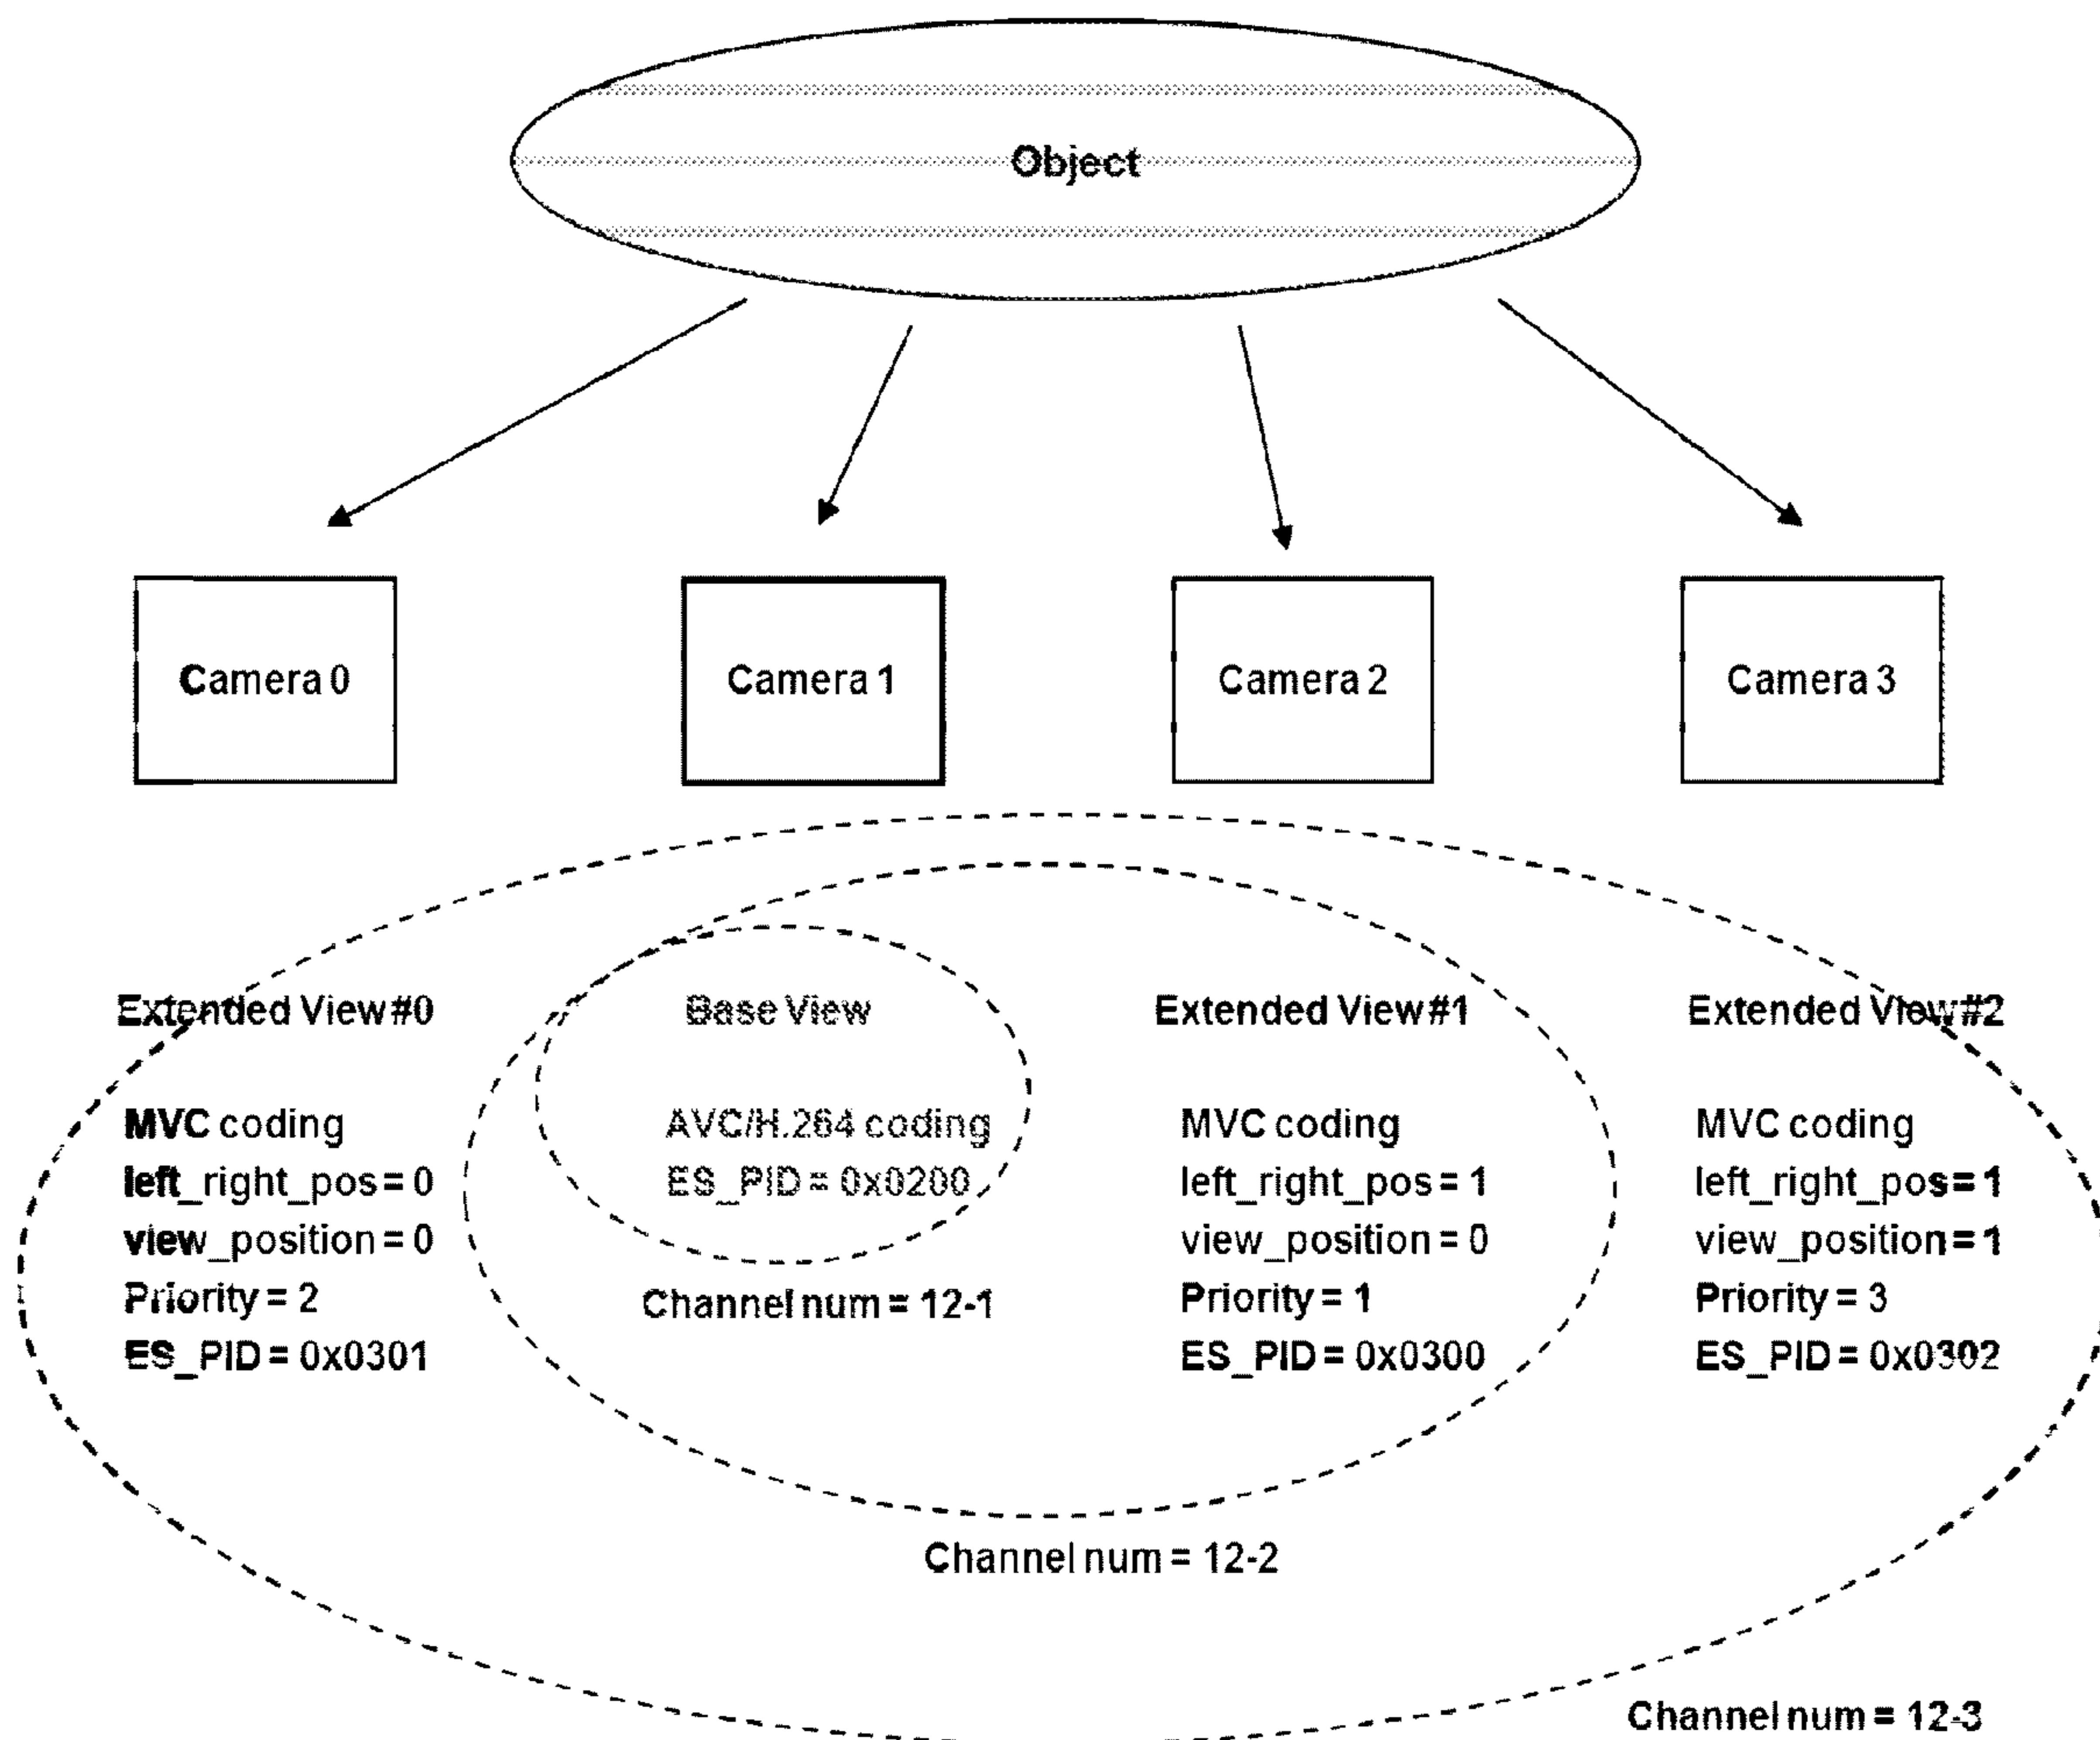 Object
Camera 0
Camera 1
Camera 2
Camera 3
Extended View #0
MVC coding
left_right_pos = 0
view_position = 0
Priority = 2
ES_PID = 0x0301
Base View
AVC/H.264 coding
ES_PID = 0x0200
Channel num = 12-1
Extended View #1
MVC coding
left_right_pos = 1
view_position = 0
Priority = 1
ES_PID = 0x0300
Extended View #2
MVC coding
left_right_pos = 1
view_position = 1
Priority = 3
ES_PID = 0x0302
Channel num = 12-2
Channel num = 12-3